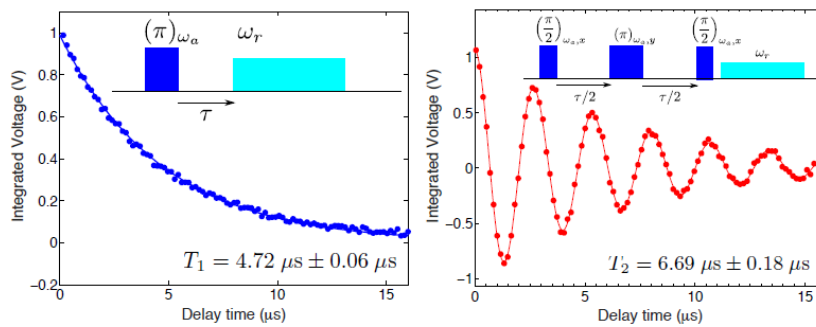 (π)ωₐ
ωᵣ
τ
T₁ = 4.72 μs ± 0.06 μs
Integrated Voltage (V)
1
0.8
0.6
0.4
0.2
0
−0.2
0
5
10
15
Delay time (μs)
(π/2)ωₐ,ₓ
(π)ωₐ,y
(π/2)ωₐ,ₓ
ωᵣ
τ/2
τ/2
T₂ = 6.69 μs ± 0.18 μs
Integrated Voltage (V)
1
0.5
0
−0.5
−1
0
5
10
15
Delay time (μs)